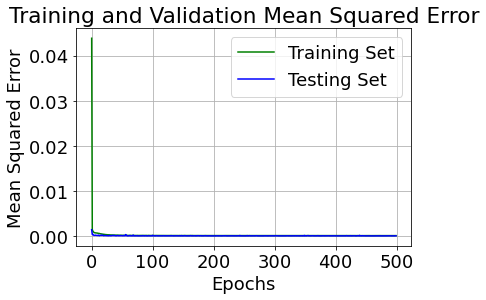 Training and Validation Mean Squared Error
Training Set
Testing Set
Mean Squared Error
0.04
0.03
0.02
0.01
0.00
0 100 200 300 400 500
Epochs